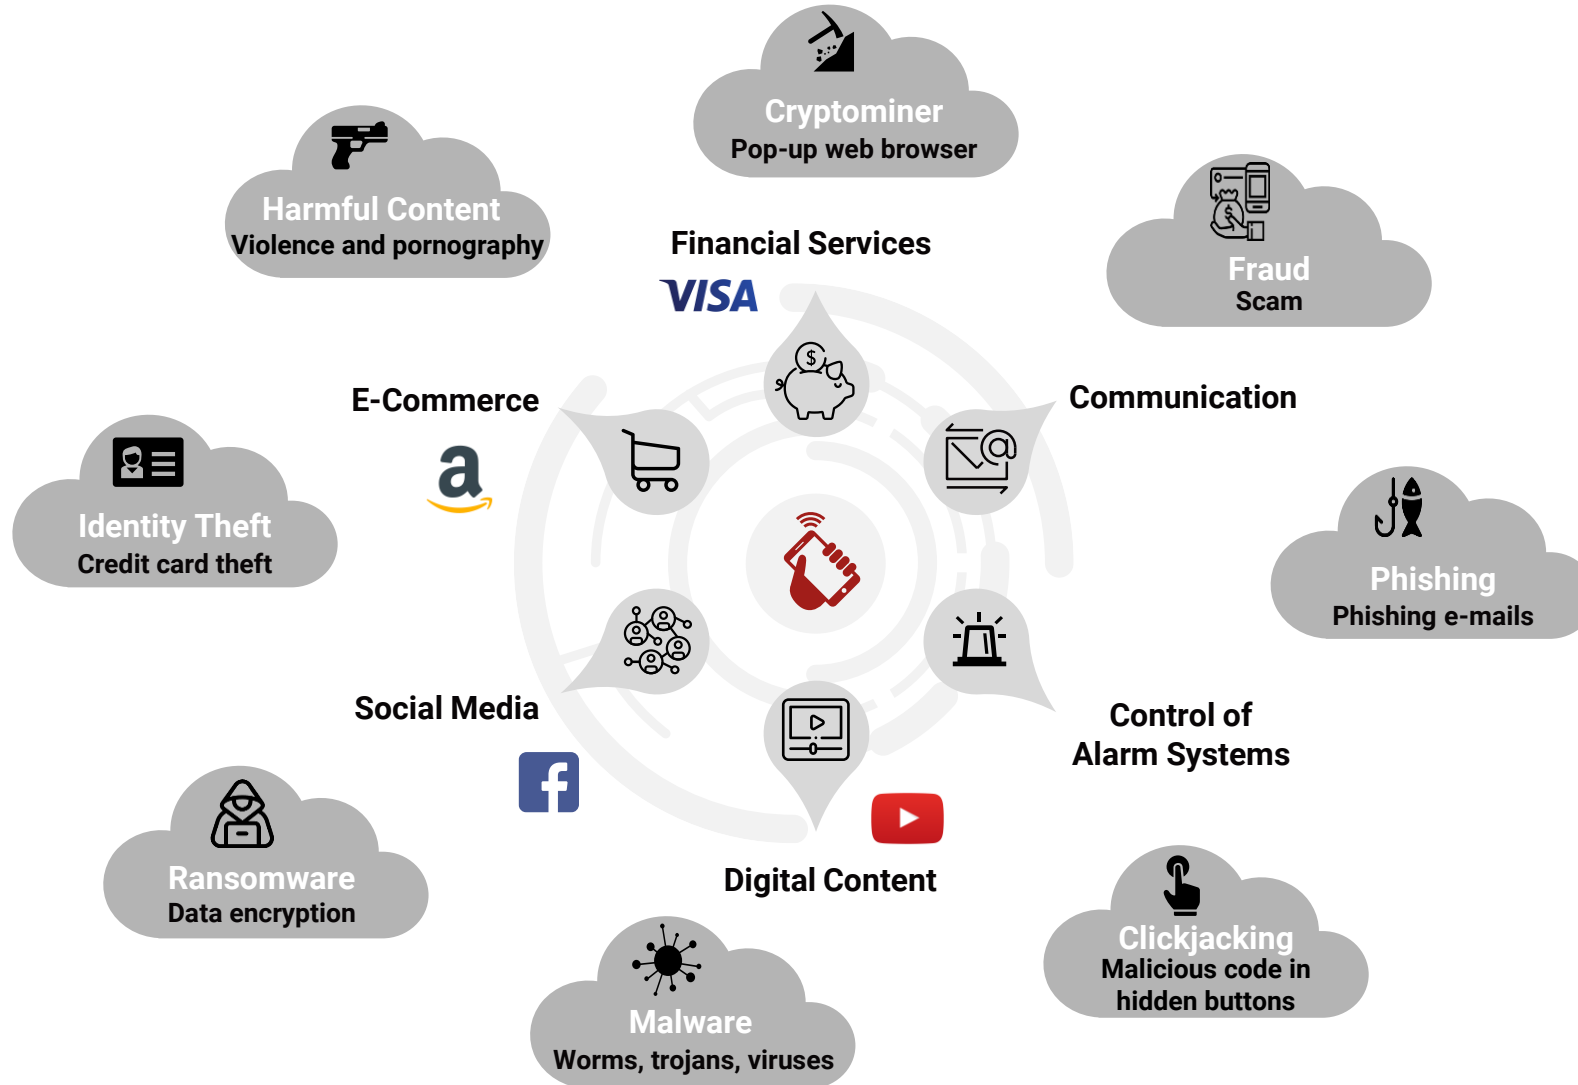 Cryptominer
Pop-up web browser
Harmful Content
Violence and pornography
Fraud
Scam
Financial Services
VISA
E-Commerce
a
Communication
Identity Theft
Credit card theft
$
@
Phishing
Phishing e-mails
Social Media
f
Control of
Alarm Systems
Digital Content
Ransomware
Data encryption
Clickjacking
Malicious code in
hidden buttons
Malware
Worms, trojans, viruses